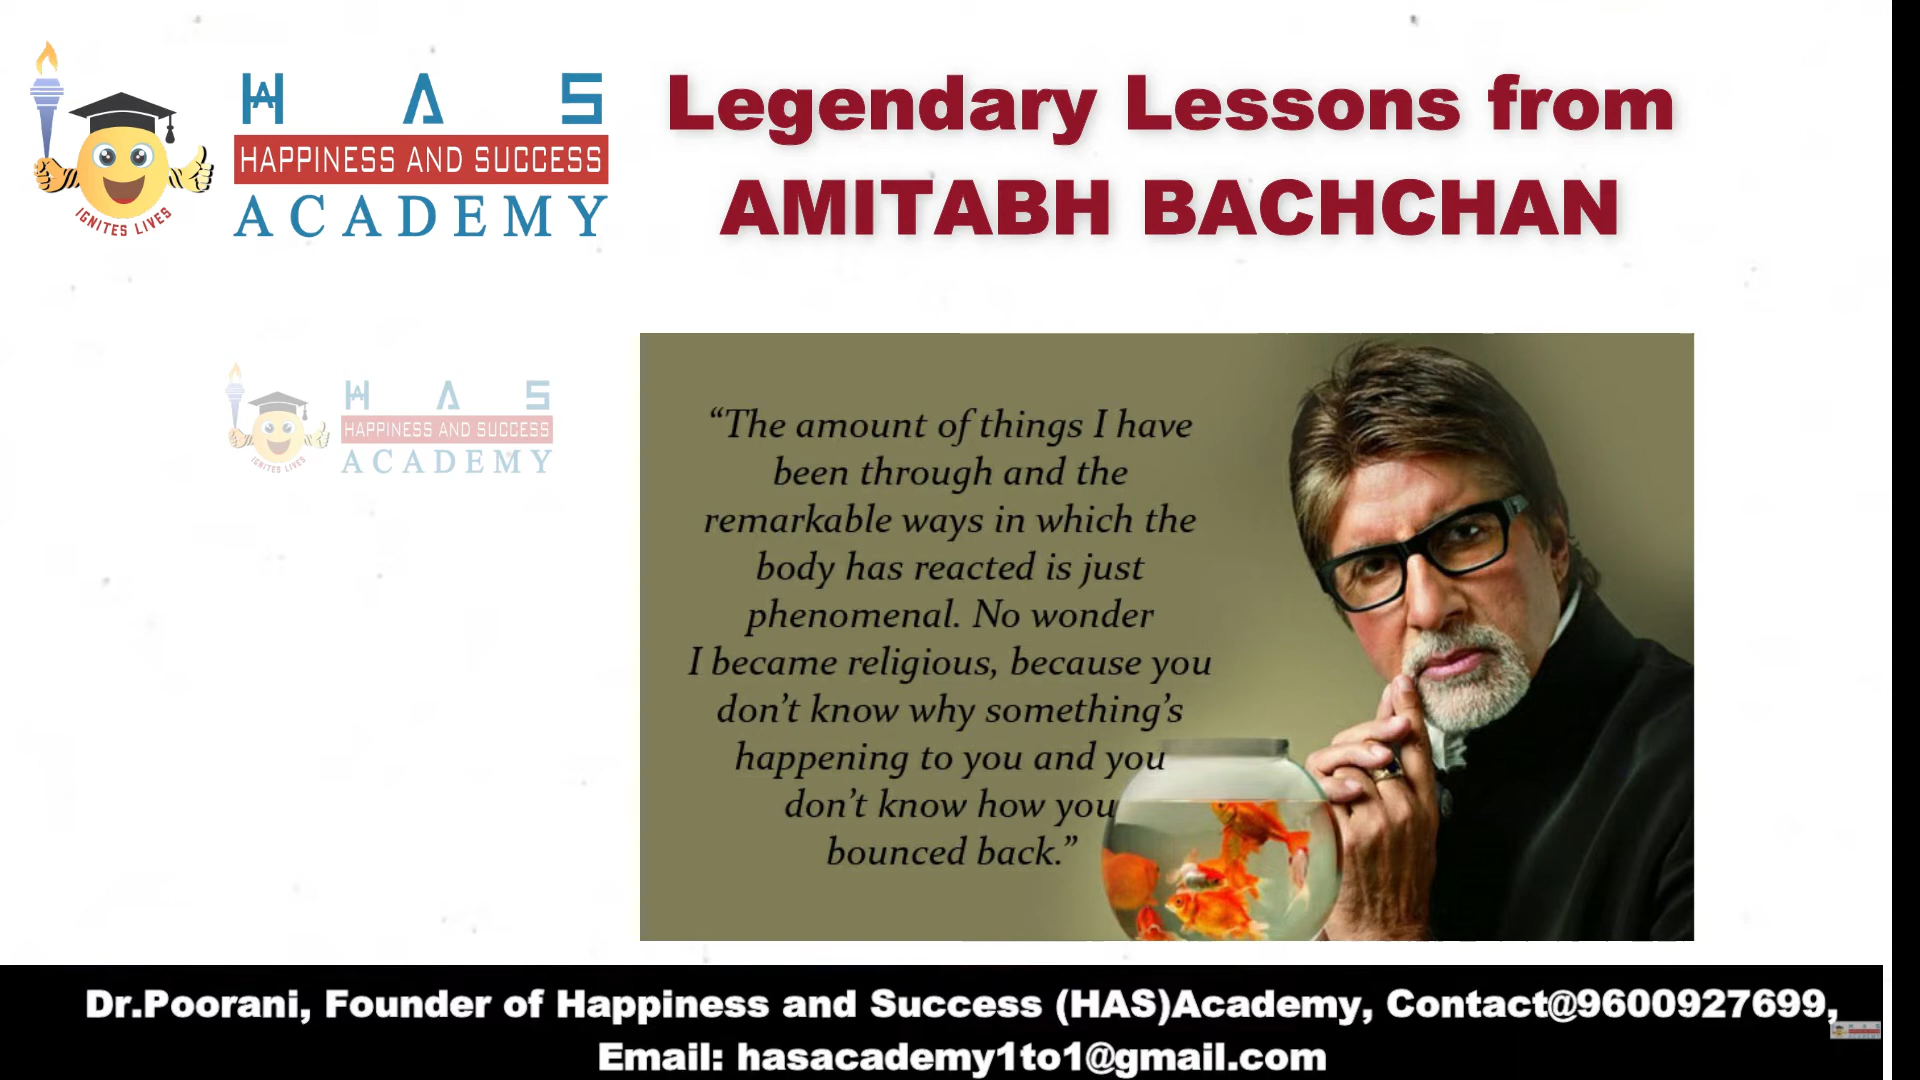 H A S
HAPPINESS AND SUCCESS
ACADEMY
IGNITES LIVES
Legendary Lessons from
AMITABH BACHCHAN
H A S
HAPPINESS AND SUCCESS
ACADEMY
IGNITES LIVES
“The amount of things I have
been through and the
remarkable ways in which the
body has reacted is just
phenomenal. No wonder
I became religious, because you
don’t know why something’s
happening to you and you
don’t know how you
bounced back.”
Dr.Poorani, Founder of Happiness and Success (HAS)Academy, Contact@9600927699,
Email: hasacademy1to1@gmail.com